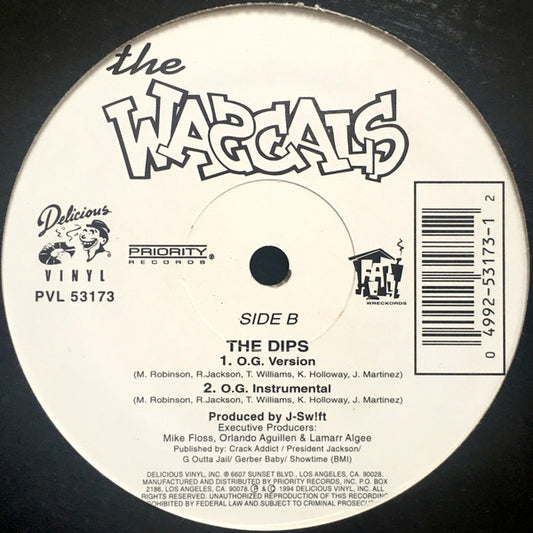 the
WASCALS
Delicious
VINYL
PVL 53173
PRIORITY®
RECORDS
WRECKORDS
0 4992-53173-1 2
SIDE B
THE DIPS
1. O.G. Version
(M. Robinson, R.Jackson, T. Williams, K. Holloway, J. Martinez)
2. O.G. Instrumental
(M. Robinson, R.Jackson, T. Williams, K. Holloway, J. Martinez)
Produced by J-Sw!ft
Executive Producers:
Mike Floss, Orlando Aguillen & Lamarr Algee
Published by: Crack Addict / President Jackson/
G Outta Jail/ Gerber Baby/ Showtime (BMI)
DELICIOUS VINYL, INC. ® 6607 SUNSET BLVD., LOS ANGELES, CA. 90028.
MANUFACTURED AND DISTRIBUTED BY PRIORITY RECORDS, INC. P.O. BOX
2186, LOS ANGELES, CA. 90078. ℗ & © 1994 DELICIOUS VINYL, INC. ALL
RIGHTS RESERVED. UNAUTHORIZED REPRODUCTION OF THIS RECORDING
PROHIBITED BY FEDERAL LAW AND SUBJECT TO CRIMINAL PROSEC